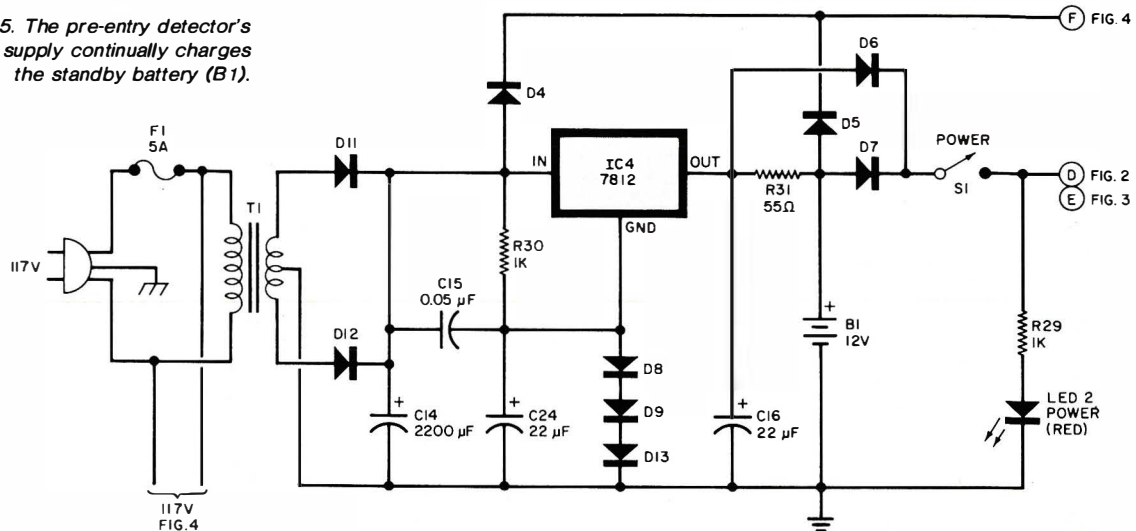 5. The pre-entry detector's
supply continually charges
the standby battery (B1).
F1
5A
117V
T1
D11
D12
117V
FIG.4
C15
0.05 µF
C14
2200 µF
+
D4
R30
1K
C24
22 µF
+
IN
IC4
7812
OUT
GND
D8
D9
D13
R31
55Ω
C16
22 µF
+
D6
D5
D7
B1
12V
+
POWER
S1
F FIG. 4
D FIG. 2
E FIG. 3
R29
1K
LED 2
POWER
(RED)